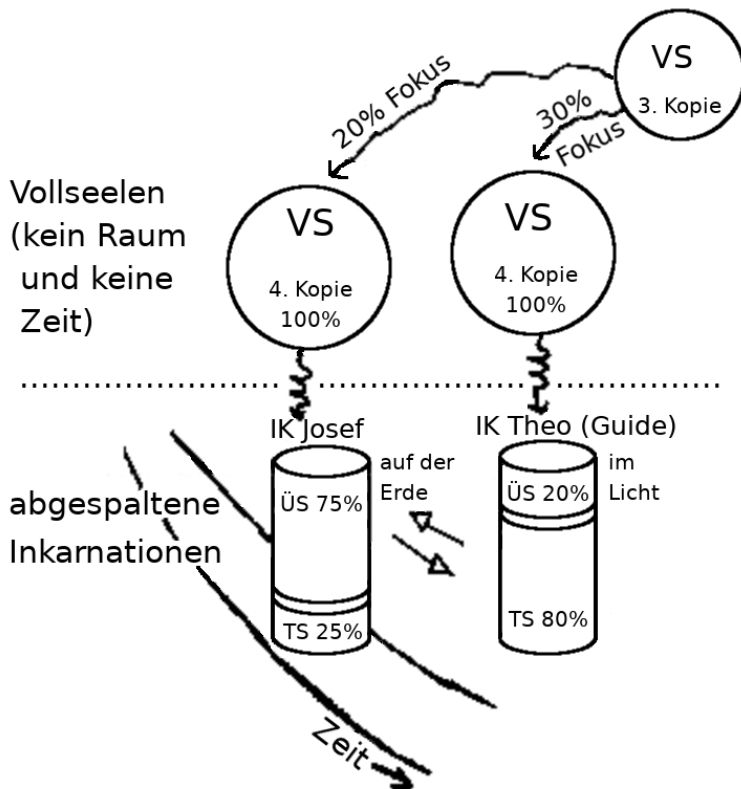 VS
3. Kopie
20% Fokus
30%
Fokus
Vollseelen
(kein Raum
und keine
Zeit)
VS
4. Kopie
100%
VS
4. Kopie
100%
IK Josef
IK Theo (Guide)
auf der
Erde
im
Licht
abgespaltene
Inkarnationen
ÜS 75%
TS 25%
ÜS 20%
TS 80%
Zeit